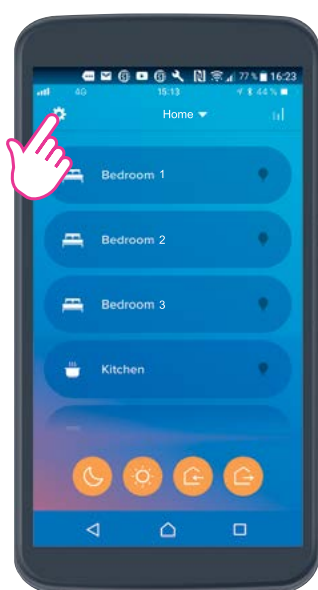 77 % 16:23
4G 15:13 44 %
Home
Bedroom 1
Bedroom 2
Bedroom 3
Kitchen